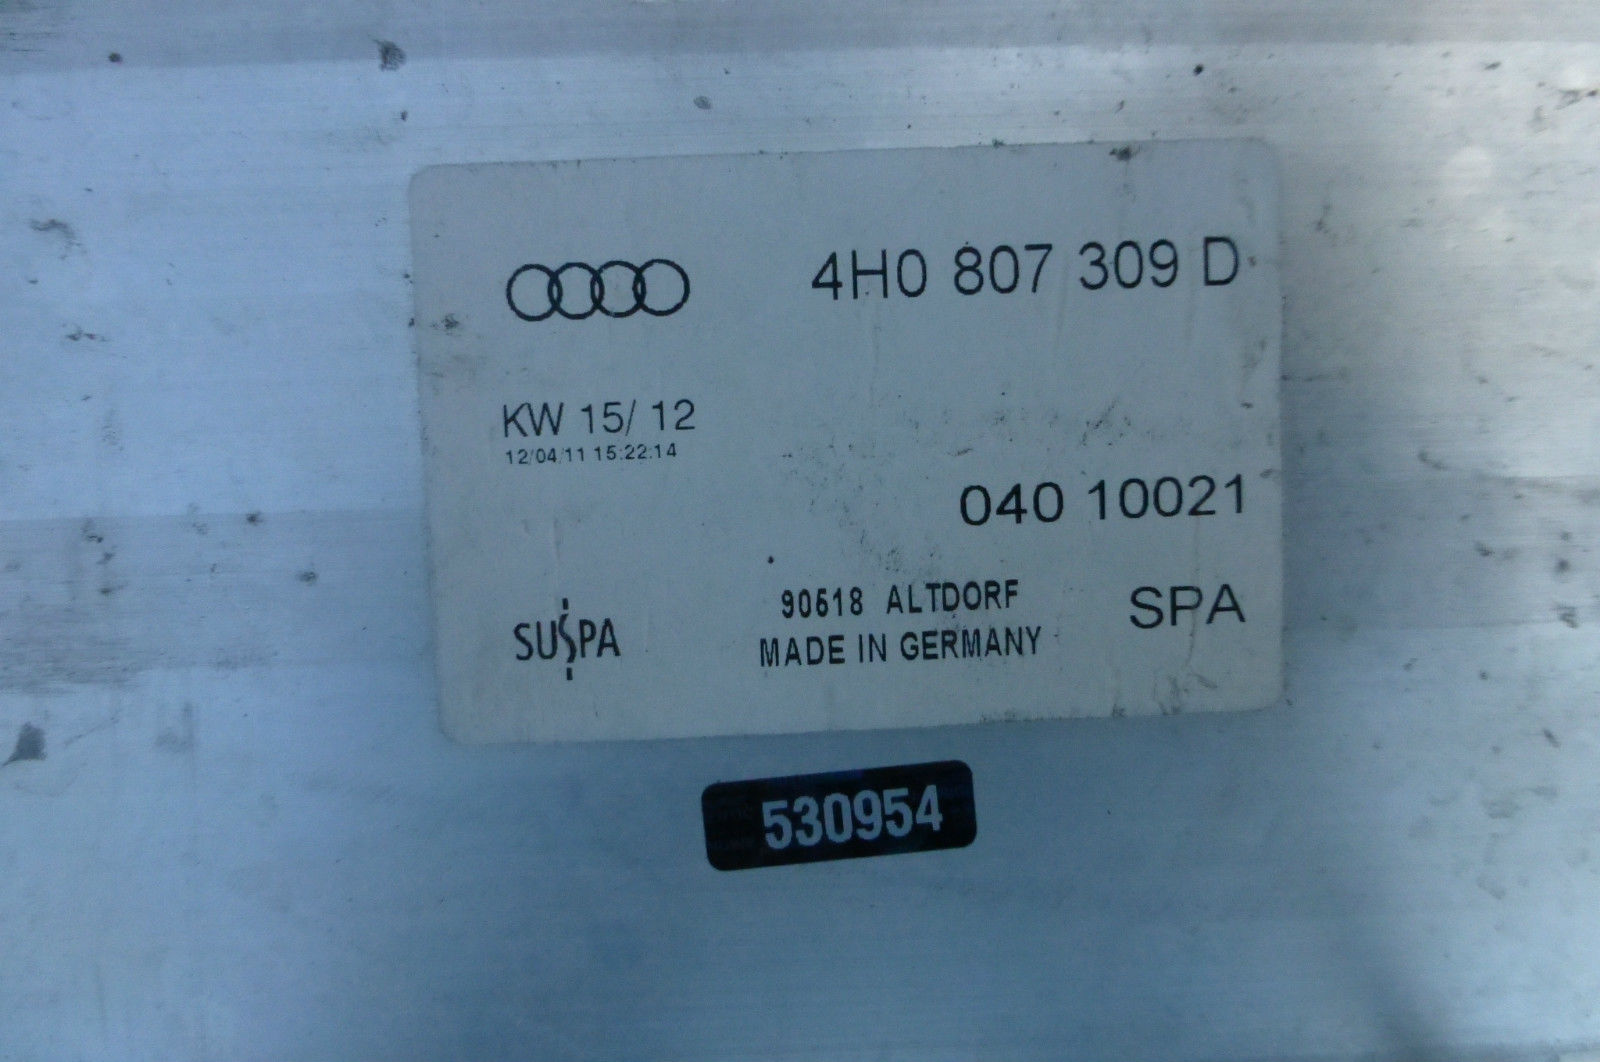 4H0 807 309 D
KW 15/ 12
12/04/11 15:22:14
040 10021
SUSPA
90518 ALTDORF
MADE IN GERMANY
SPA
530954